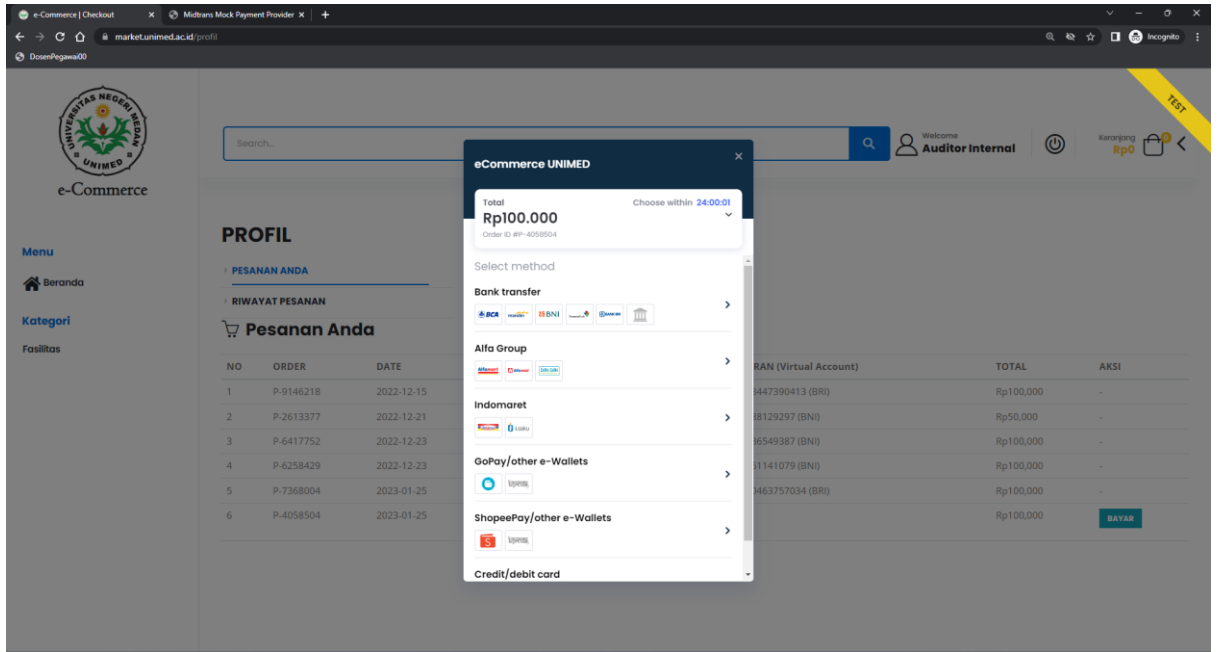 e-Commerce | Checkout
Midtrans Mock Payment Provider
market.unimed.ac.id/profil
Incognito
DosenPegawai00
UNIVERSITAS NEGERI MEDAN
UNIMED
e-Commerce
Search...
Welcome
Auditor Internal
Keranjang
Rp0
0
TEST
Menu
Beranda
Kategori
Fasilitas
PROFIL
PESANAN ANDA
RIWAYAT PESANAN
Pesanan Anda
NO ORDER DATE RAN (Virtual Account) TOTAL AKSI
1 P-9146218 2022-12-15 447390413 (BRI) Rp100,000 -
2 P-2613377 2022-12-21 8129297 (BNI) Rp50,000 -
3 P-6417752 2022-12-23 6549387 (BNI) Rp100,000 -
4 P-6258429 2022-12-23 1141079 (BNI) Rp100,000 -
5 P-7368004 2023-01-25 463757034 (BRI) Rp100,000 -
6 P-4058504 2023-01-25 Rp100,000 BAYAR
eCommerce UNIMED
Total
Choose within 24:00:01
Rp100.000
Order ID #P-4058504
Select method
Bank transfer
BCA BNI
Alfa Group
Alfamart
Indomaret
GoPay/other e-Wallets
ShopeePay/other e-Wallets
Credit/debit card